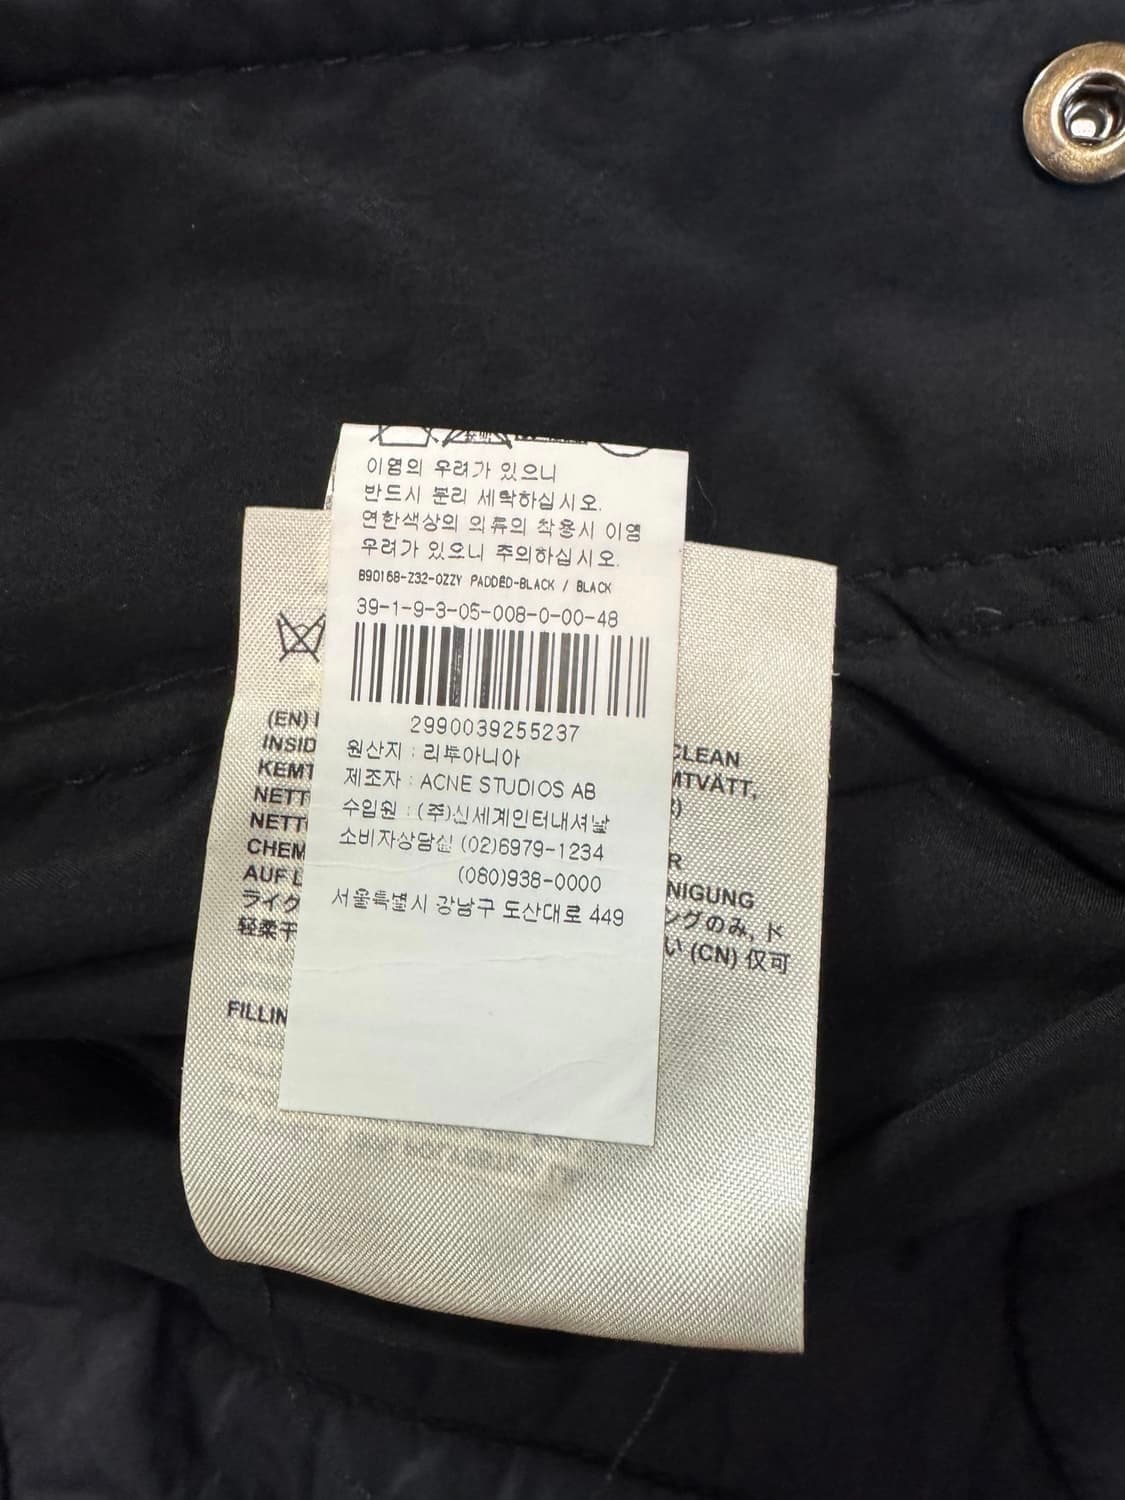 이염의 우려가 있으니
반드시 분리 세탁하십시오.
연한색상의 의류의 착용시 이염
우려가 있으니 주의하십시오.
B90168-Z32-OZZY PADDED-BLACK / BLACK
39-1-9-3-05-008-0-00-48
2990039255237
원산지 : 리투아니아
제조자 : ACNE STUDIOS AB
수입원 : (주)신세계인터내셔날
소비자상담실 (02)6979-1234
(080)938-0000
서울특별시 강남구 도산대로 449
(EN)
INSID
KEMT
NETT
NETT
CHEM
AUF L
ライク
轻柔干
FILLIN
CLEAN
MTVÄTT,
R
NIGUNG
ングのみ, ド
い (CN) 仅可